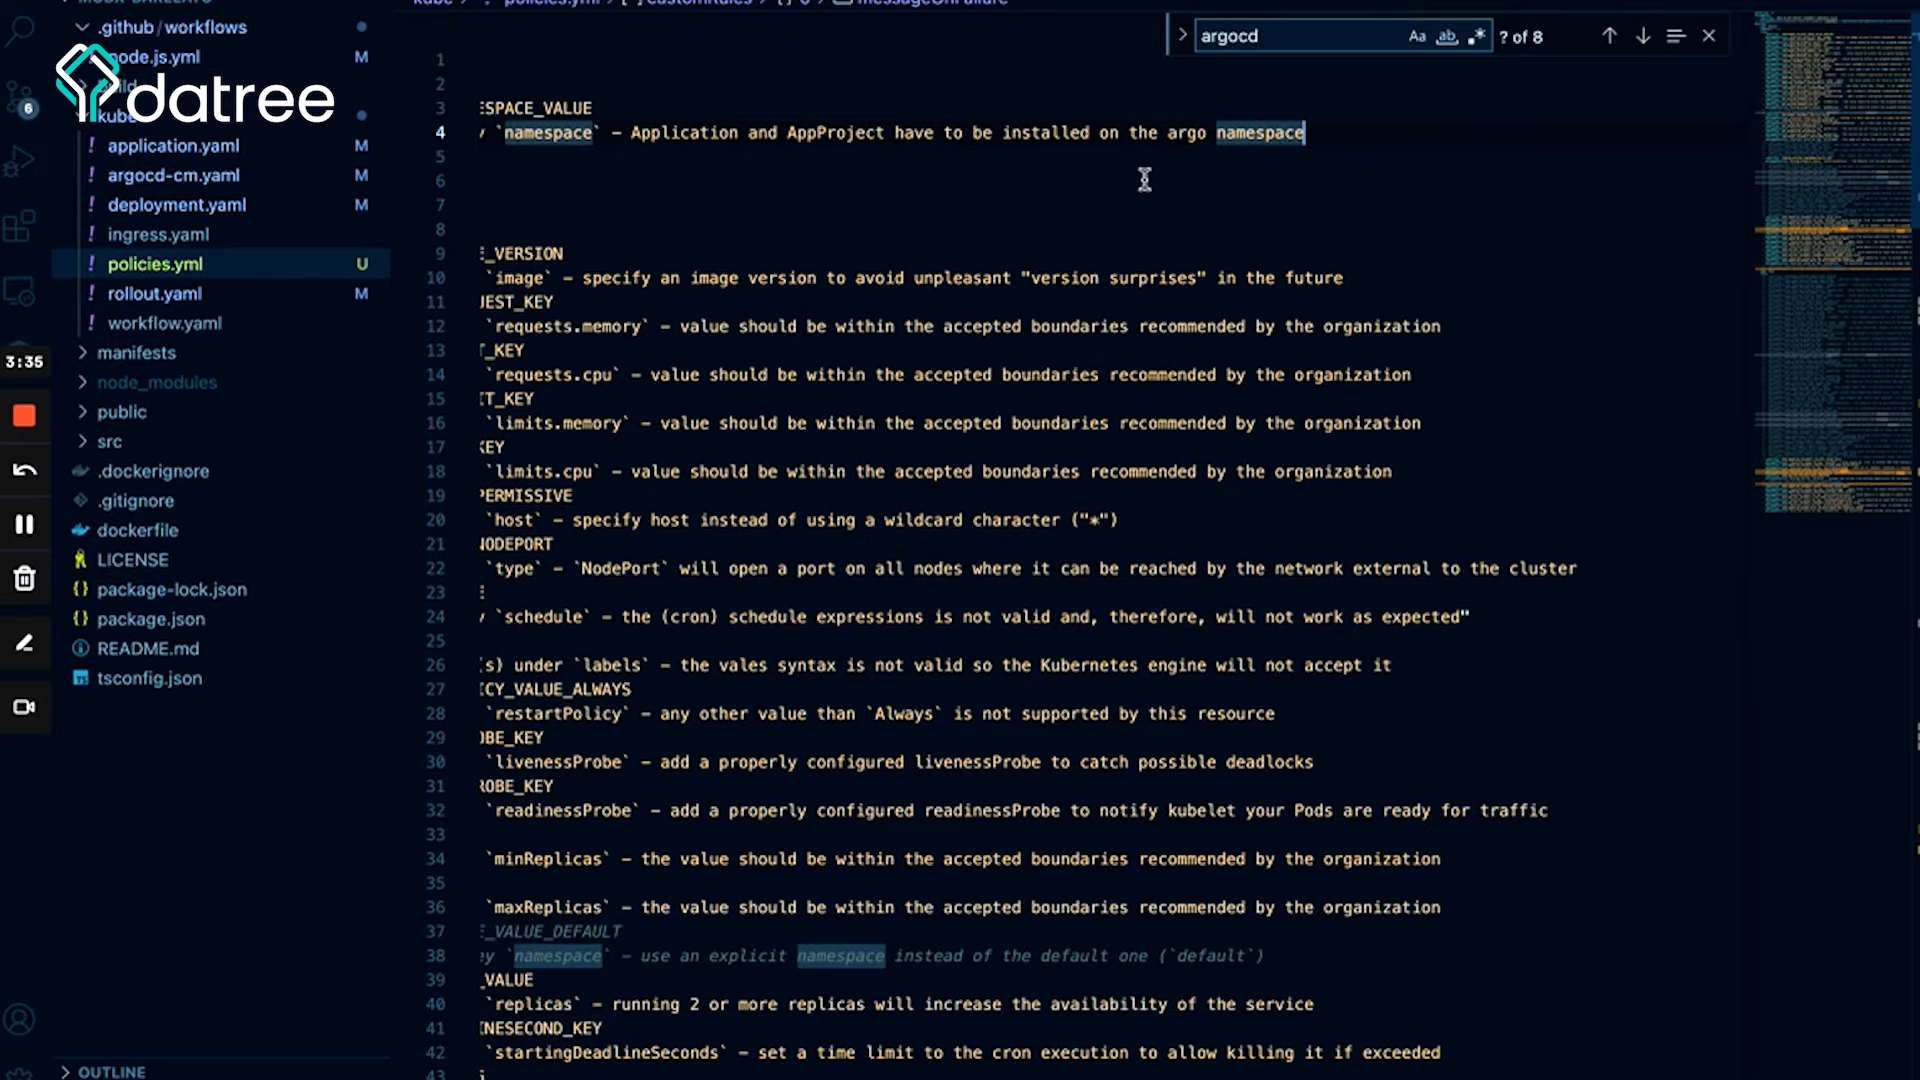 .github/workflows
node.js.yml M
datree
kube
application.yaml M
argocd-cm.yaml M
deployment.yaml M
ingress.yaml
policies.yml U
rollout.yaml M
workflow.yaml
manifests
node_modules
public
src
.dockerignore
.gitignore
dockerfile
LICENSE
package-lock.json
package.json
README.md
tsconfig.json
OUTLINE
6
3:35
argocd Aa ab .* ? of 8
1
2
3 ESPACE_VALUE
4 `namespace` – Application and AppProject have to be installed on the argo namespace
5
6
7
8
9 E_VERSION
10 `image` – specify an image version to avoid unpleasant "version surprises" in the future
11 UEST_KEY
12 `requests.memory` – value should be within the accepted boundaries recommended by the organization
13 T_KEY
14 `requests.cpu` – value should be within the accepted boundaries recommended by the organization
15 IT_KEY
16 `limits.memory` – value should be within the accepted boundaries recommended by the organization
17 KEY
18 `limits.cpu` – value should be within the accepted boundaries recommended by the organization
19 PERMISSIVE
20 `host` – specify host instead of using a wildcard character ("*")
21 NODEPORT
22 `type` – `NodePort` will open a port on all nodes where it can be reached by the network external to the cluster
23
24 `schedule` – the (cron) schedule expressions is not valid and, therefore, will not work as expected"
25
26 (s) under `labels` – the vales syntax is not valid so the Kubernetes engine will not accept it
27 ICY_VALUE_ALWAYS
28 `restartPolicy` – any other value than `Always` is not supported by this resource
29 OBE_KEY
30 `livenessProbe` – add a properly configured livenessProbe to catch possible deadlocks
31 ROBE_KEY
32 `readinessProbe` – add a properly configured readinessProbe to notify kubelet your Pods are ready for traffic
33
34 `minReplicas` – the value should be within the accepted boundaries recommended by the organization
35
36 `maxReplicas` – the value should be within the accepted boundaries recommended by the organization
37 E_VALUE_DEFAULT
38 ey `namespace` – use an explicit namespace instead of the default one (`default`)
39 _VALUE
40 `replicas` – running 2 or more replicas will increase the availability of the service
41 INESECOND_KEY
42 `startingDeadlineSeconds` – set a time limit to the cron execution to allow killing it if exceeded
43